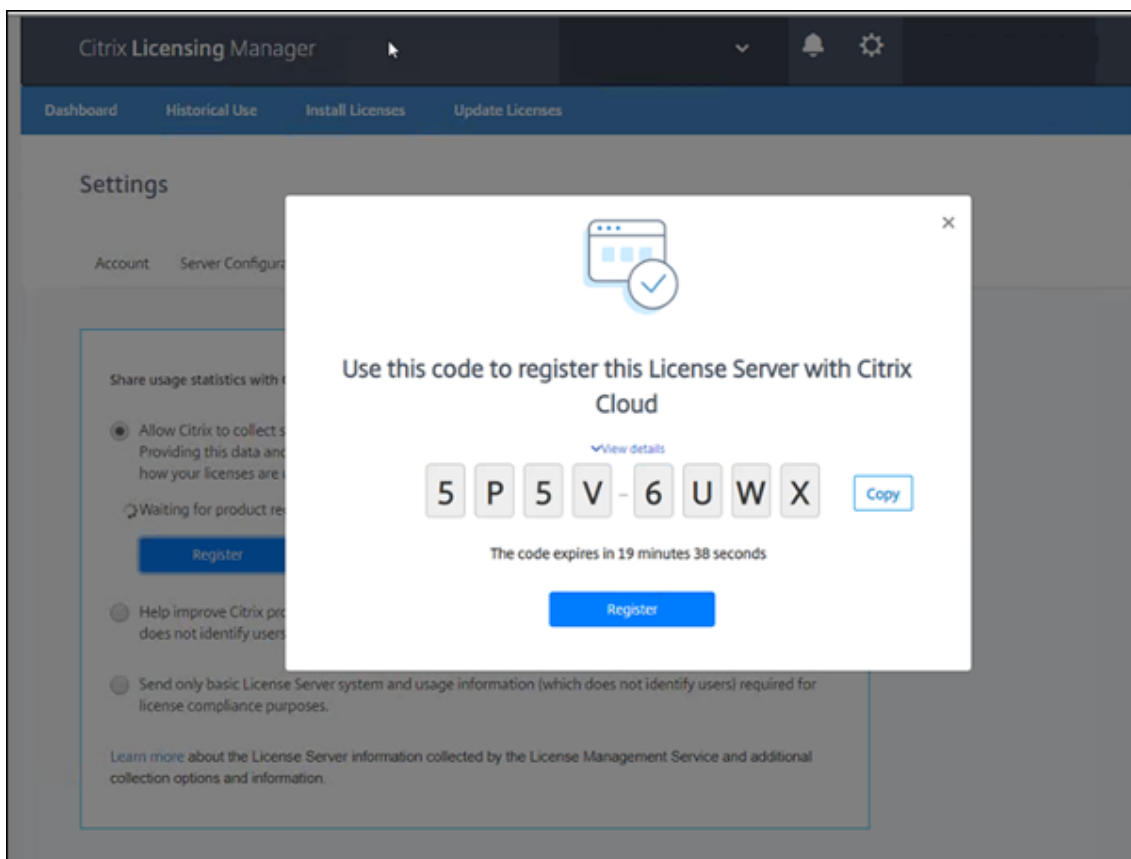 Citrix Licensing Manager
Dashboard Historical Use Install Licenses Update Licenses
Settings
Account Server
Use this code to register this License Server with Citrix
Cloud
View details
5 P 5 V - 6 U W X
Copy
The code expires in 19 minutes 38 seconds
Register
Share usage statistics with
Allow Citrix to collect
Providing this data and
how your licenses are
Waiting for product
Register
Help improve Citrix
does not identify users
Send only basic License Server system and usage information (which does not identify users) required for
license compliance purposes.
Learn more about the License Server information collected by the License Management Service and additional
collection options and information.